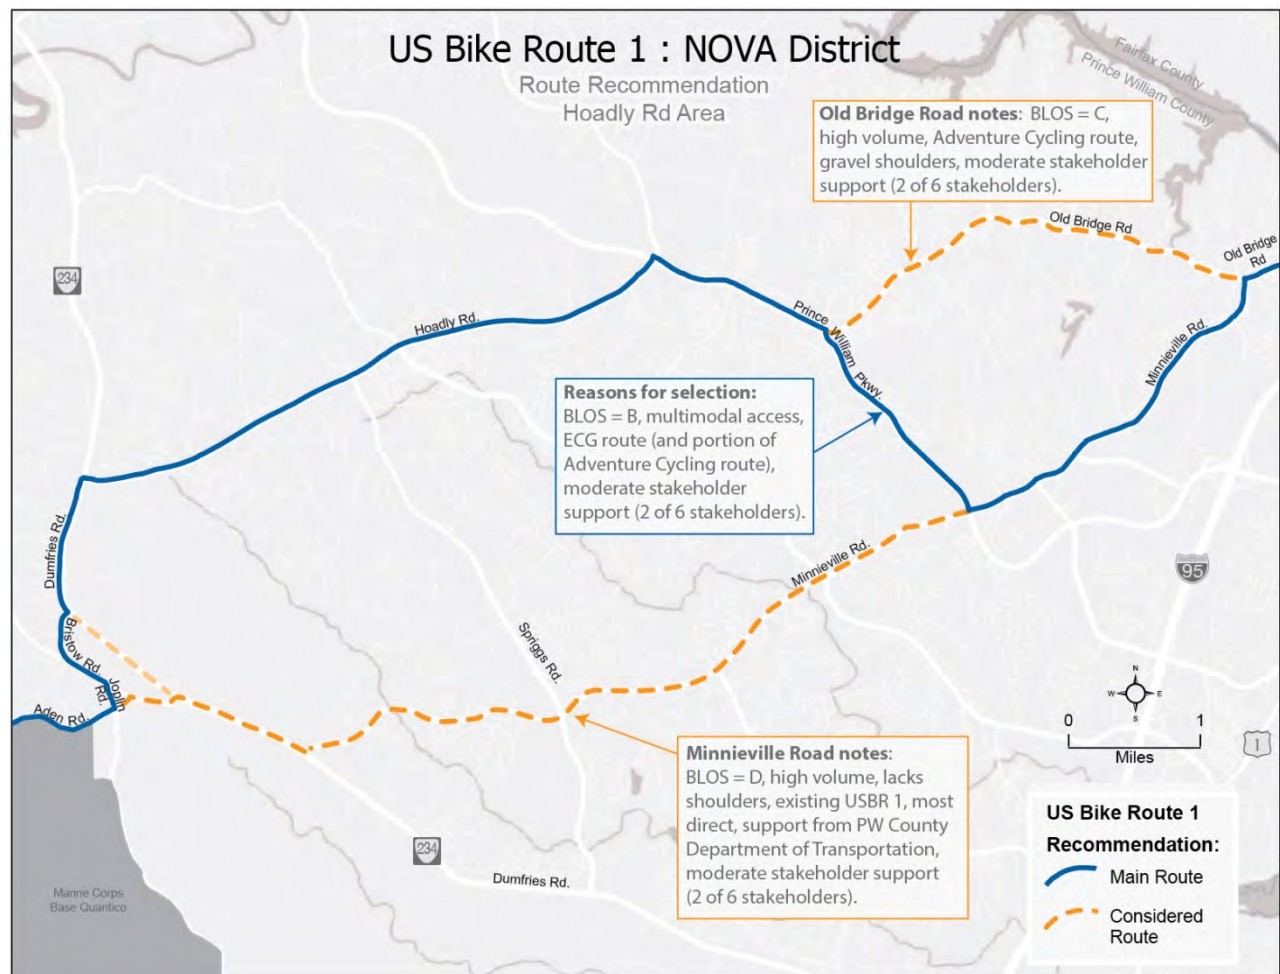 US Bike Route 1 : NOVA District
Route Recommendation
Hoadly Rd Area
Fairfax County
Prince William County
Old Bridge Road notes: BLOS = C,
high volume, Adventure Cycling route,
gravel shoulders, moderate stakeholder
support (2 of 6 stakeholders).
Old Bridge Rd
Old Bridge
Rd
234
Hoadly Rd.
Prince William Pkwy.
Minnieville Rd.
Reasons for selection:
BLOS = B, multimodal access,
ECG route (and portion of
Adventure Cycling route),
moderate stakeholder
support (2 of 6 stakeholders).
Dumfries Rd.
Minnieville Rd.
95
Bristow Rd.
Joplin
Rd.
Spriggs Rd.
Aden Rd.
N
W
E
S
0 1
Miles
1
Minnieville Road notes:
BLOS = D, high volume, lacks
shoulders, existing USBR 1, most
direct, support from PW County
Department of Transportation,
moderate stakeholder support
(2 of 6 stakeholders).
234
Dumfries Rd.
Marine Corps
Base Quantico
US Bike Route 1
Recommendation:
Main Route
Considered
Route